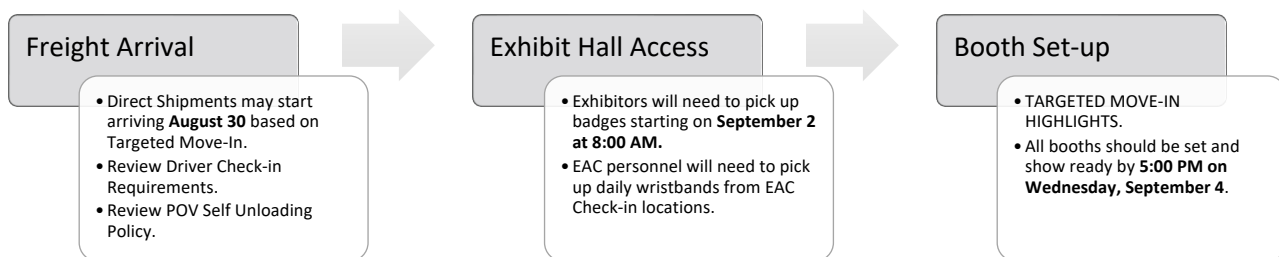 Freight Arrival
• Direct Shipments may start
arriving August 30 based on
Targeted Move-In.
• Review Driver Check-in
Requirements.
• Review POV Self Unloading
Policy.
Exhibit Hall Access
• Exhibitors will need to pick up
badges starting on September 2
at 8:00 AM.
• EAC personnel will need to pick
up daily wristbands from EAC
Check-in locations.
Booth Set-up
• TARGETED MOVE-IN
HIGHLIGHTS.
• All booths should be set and
show ready by 5:00 PM on
Wednesday, September 4.